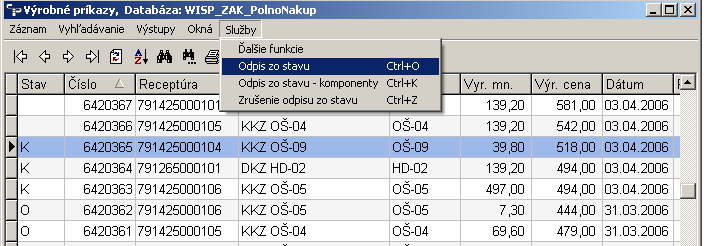 Výrobné príkazy, Databáza: WISP_ZAK_PolnoNakup
Záznam Vyhľadávanie Výstupy Okná Služby
Ďalšie funkcie
Odpis zo stavu Ctrl+O
Odpis zo stavu - komponenty Ctrl+K
Zrušenie odpisu zo stavu Ctrl+Z
Stav Číslo Receptúra Vyr. mn. Výr. cena Dátum
6420367 791425000101 139,20 581,00 03.04.2006
6420366 791425000105 KKZ OŠ-04 OŠ-04 139,20 542,00 03.04.2006
K 6420365 791425000104 KKZ OŠ-09 OŠ-09 39,80 518,00 03.04.2006
K 6420364 791265000101 DKZ HD-02 HD-02 139,20 494,00 03.04.2006
K 6420363 791425000106 KKZ OŠ-05 OŠ-05 497,00 494,00 03.04.2006
O 6420362 791425000106 KKZ OŠ-05 OŠ-05 7,30 444,00 31.03.2006
O 6420361 791425000105 KKZ OŠ-04 OŠ-04 69,60 479,00 31.03.2006